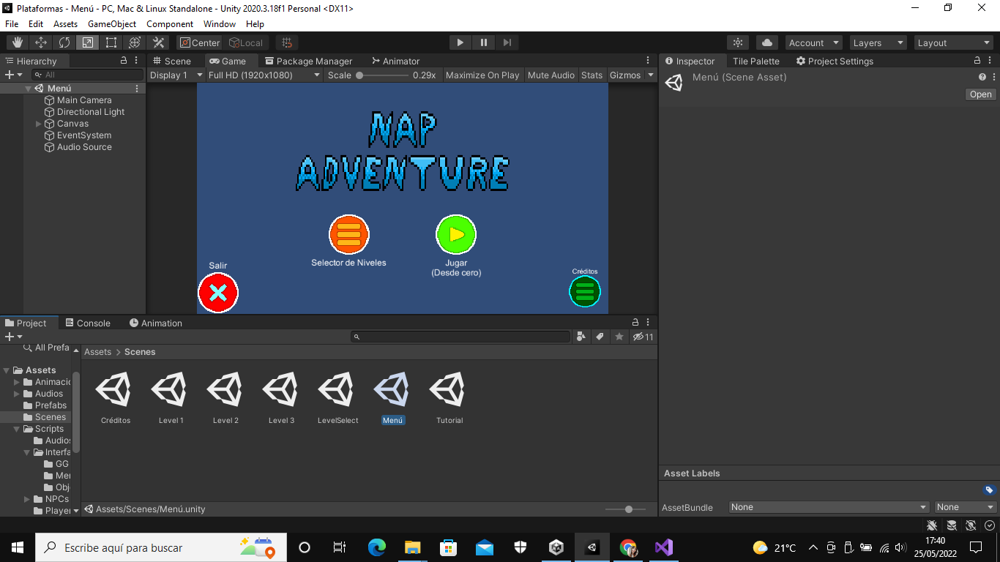 Plataformas - Menú - PC, Mac & Linux Standalone - Unity 2020.3.18f1 Personal <DX11>
File Edit Assets GameObject Component Window Help
Center Local Account Layers Layout
Hierarchy
All
Menú
Main Camera
Directional Light
Canvas
EventSystem
Audio Source
Scene Game Package Manager Animator
Display 1 Full HD (1920x1080) Scale 0.29x Maximize On Play Mute Audio Stats Gizmos
NAP
ADVENTURE
Selector de Niveles
Jugar
(Desde cero)
Salir
Créditos
Inspector Tile Palette Project Settings
Menú (Scene Asset)
Open
Project Console Animation
11
All Prefa
Assets
Animacio
Audios
Prefabs
Scenes
Scripts
Audios
Interfa
GG
Men
Obj
NPCs
Player
Assets > Scenes
Créditos Level 1 Level 2 Level 3 LevelSelect Menú Tutorial
Assets/Scenes/Menú.unity
Asset Labels
AssetBundle None None
Escribe aquí para buscar
21°C
17:40
25/05/2022